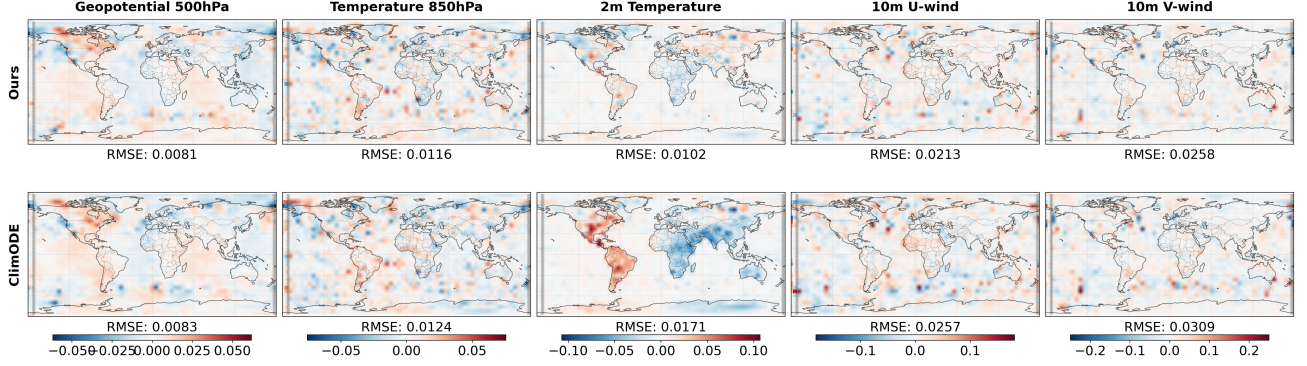 Geopotential 500hPa Temperature 850hPa 2m Temperature 10m U-wind 10m V-wind
Ours
RMSE: 0.0081 RMSE: 0.0116 RMSE: 0.0102 RMSE: 0.0213 RMSE: 0.0258
ClimODE
RMSE: 0.0083 RMSE: 0.0124 RMSE: 0.0171 RMSE: 0.0257 RMSE: 0.0309
−0.050 −0.025 0.000 0.025 0.050 −0.05 0.00 0.05 −0.10 −0.05 0.00 0.05 0.10 −0.1 0.0 0.1 −0.2 −0.1 0.0 0.1 0.2